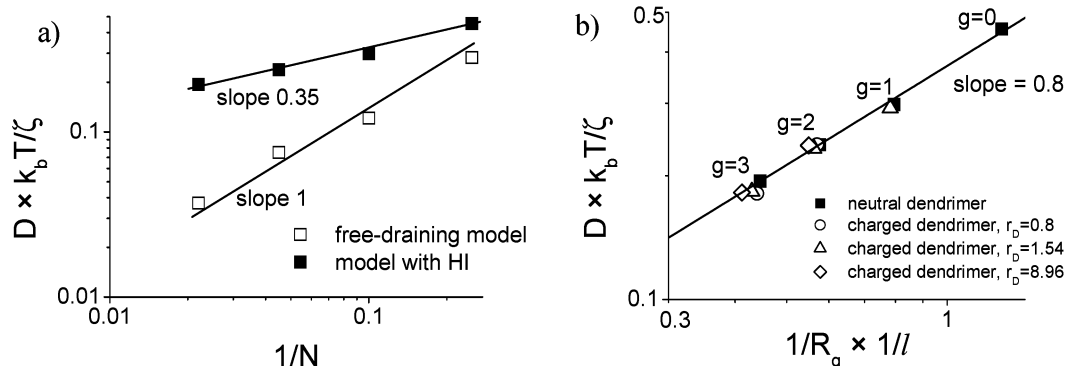 a)
D × k_bT/ζ
0.1
0.01
0.01
0.1
1/N
slope 0.35
slope 1
free-draining model
model with HI
b)
D × k_bT/ζ
0.5
0.1
0.3
1
1/R_g × 1/l
g=0
g=1
slope = 0.8
g=2
g=3
neutral dendrimer
charged dendrimer, r_D=0.8
charged dendrimer, r_D=1.54
charged dendrimer, r_D=8.96